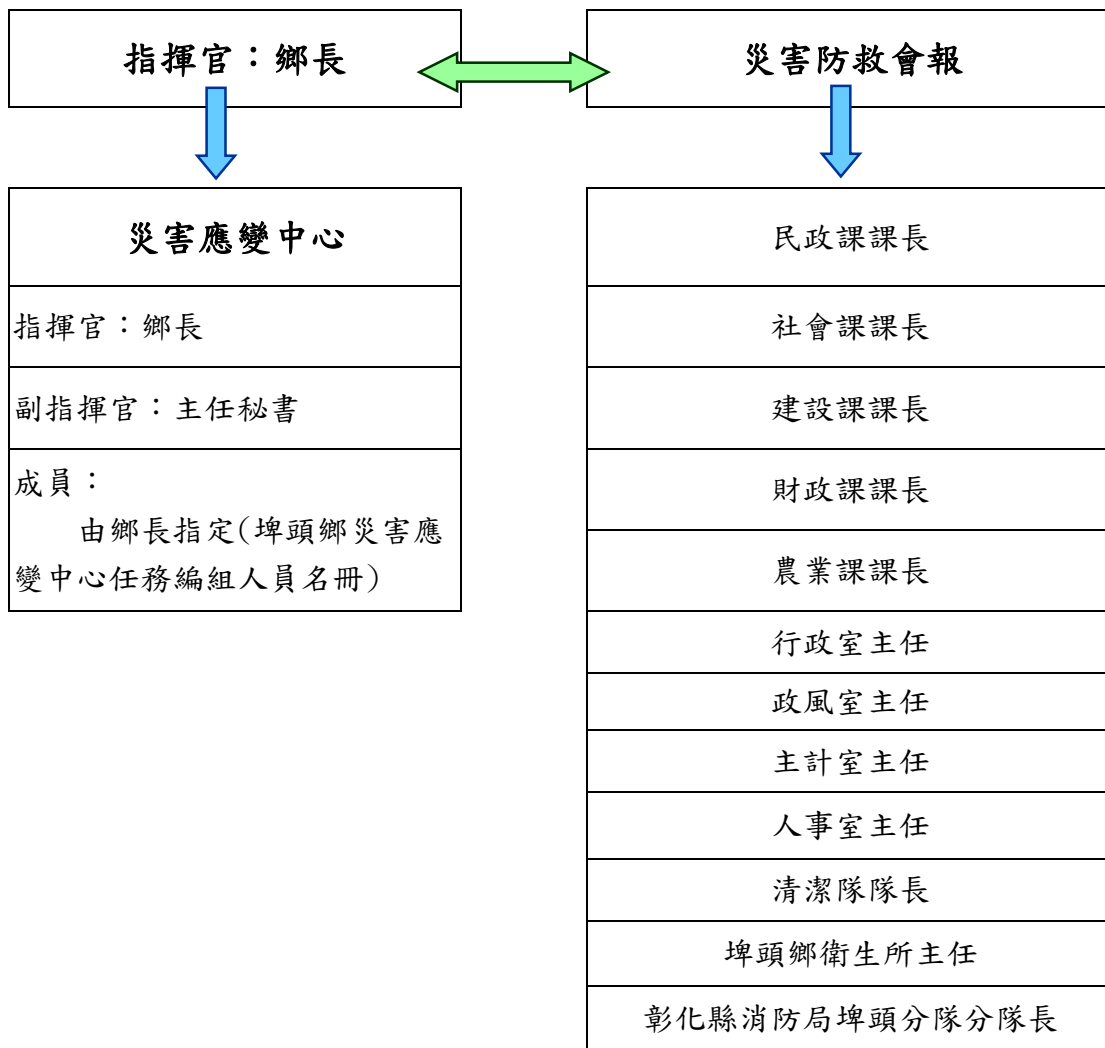 指揮官：鄉長
災害防救會報
災害應變中心
指揮官：鄉長
副指揮官：主任秘書
成員：
由鄉長指定(埤頭鄉災害應
變中心任務編組人員名冊)
民政課課長
社會課課長
建設課課長
財政課課長
農業課課長
行政室主任
政風室主任
主計室主任
人事室主任
清潔隊隊長
埤頭鄉衛生所主任
彰化縣消防局埤頭分隊分隊長